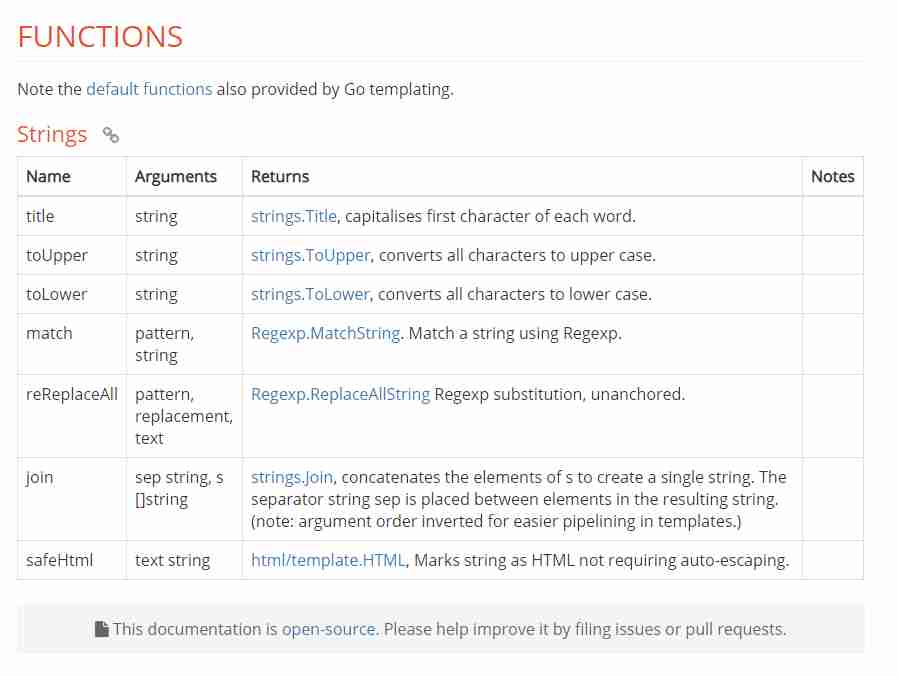 FUNCTIONS
Note the default functions also provided by Go templating.
Strings
Name Arguments Returns Notes
title string strings.Title, capitalises first character of each word.
toUpper string strings.ToUpper, converts all characters to upper case.
toLower string strings.ToLower, converts all characters to lower case.
match pattern, Regexp.MatchString. Match a string using Regexp.
string
reReplaceAll pattern, Regexp.ReplaceAllString Regexp substitution, unanchored.
replacement,
text
join sep string, s strings.Join, concatenates the elements of s to create a single string. The
[]string separator string sep is placed between elements in the resulting string.
(note: argument order inverted for easier pipelining in templates.)
safeHtml text string html/template.HTML, Marks string as HTML not requiring auto-escaping.
This documentation is open-source. Please help improve it by filing issues or pull requests.